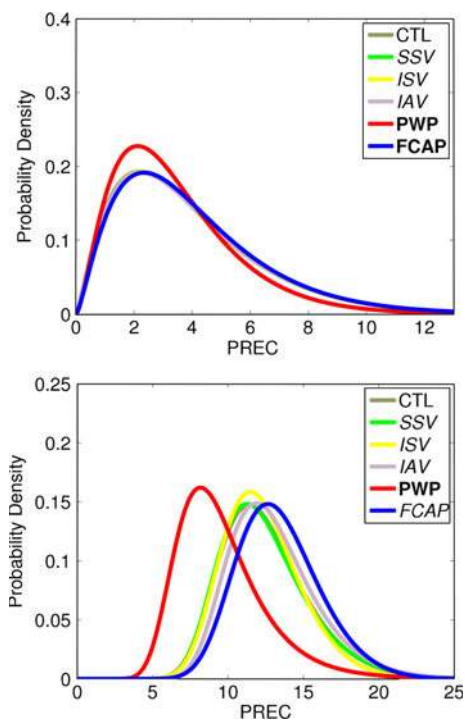 0.4
0.3
0.2
0.1
0
Probability Density
CTL
SSV
ISV
IAV
PWP
FCAP
0 2 4 6 8 10 12
PREC
0.25
0.2
0.15
0.1
0.05
0
Probability Density
CTL
SSV
ISV
IAV
PWP
FCAP
0 5 10 15 20 25
PREC